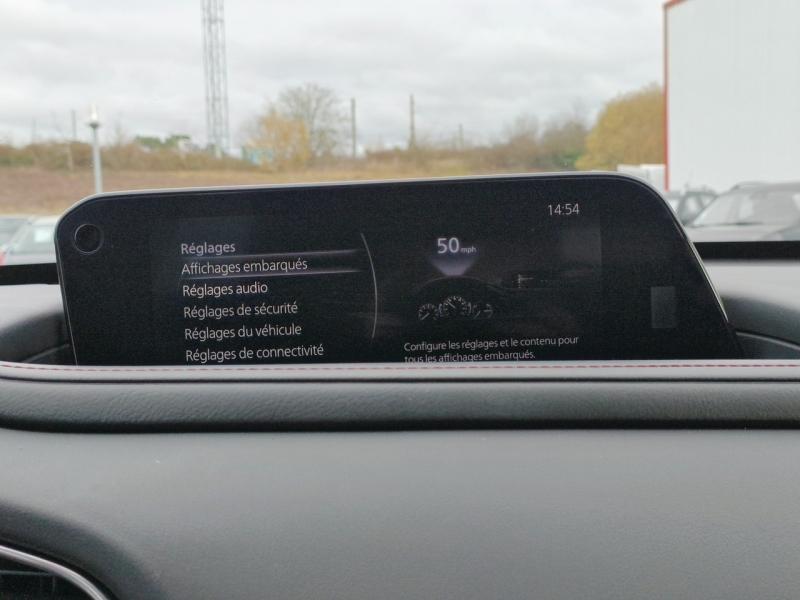 14:54
Réglages
Affichages embarqués
Réglages audio
Réglages de sécurité
Réglages du véhicule
Réglages de connectivité
50 mph
Configure les réglages et le contenu pour
tous les affichages embarqués.